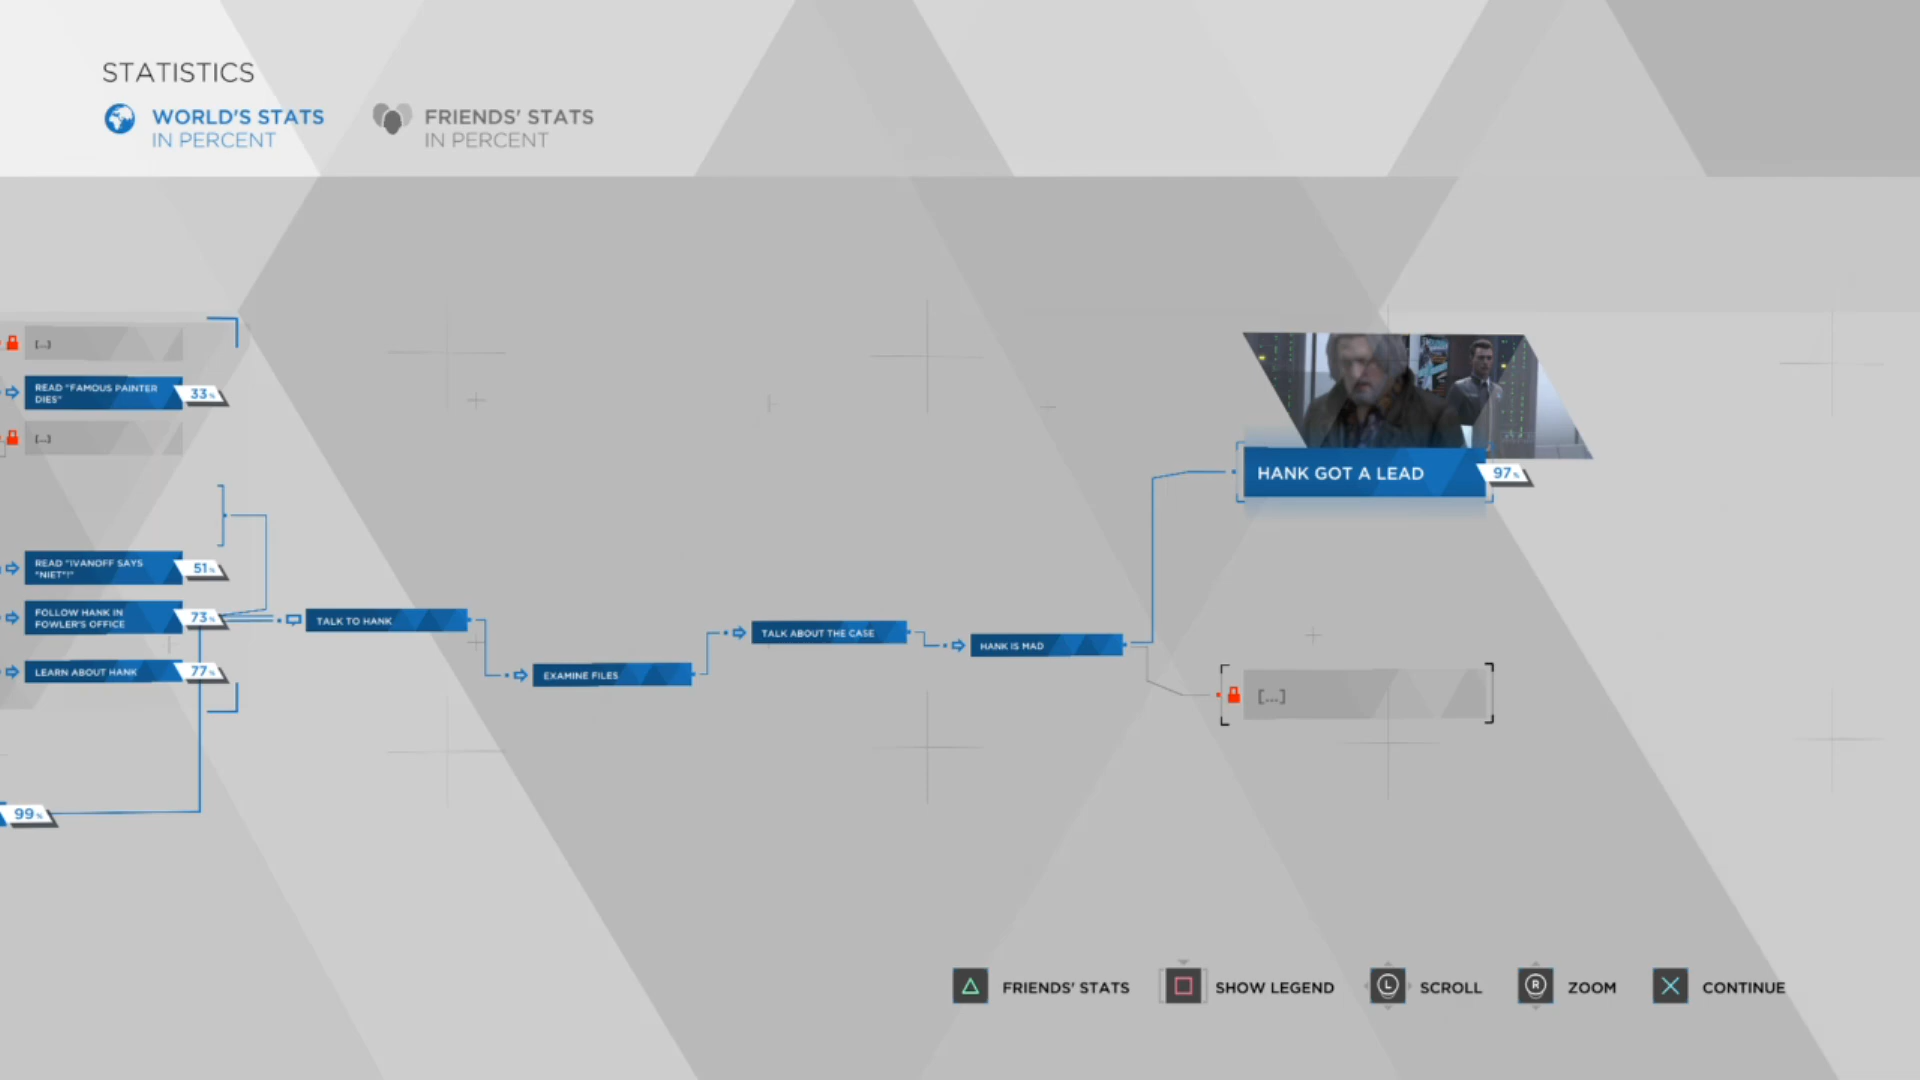 STATISTICS
WORLD'S STATS
IN PERCENT
FRIENDS' STATS
IN PERCENT
[...]
READ "FAMOUS PAINTER
DIES"
33%
[...]
READ "IVANOFF SAYS
"NIET"!"
51%
FOLLOW HANK IN
FOWLER'S OFFICE
73%
LEARN ABOUT HANK
77%
99%
TALK TO HANK
EXAMINE FILES
TALK ABOUT THE CASE
HANK IS MAD
HANK GOT A LEAD
97%
[...]
FRIENDS' STATS
SHOW LEGEND
L
SCROLL
R
ZOOM
CONTINUE